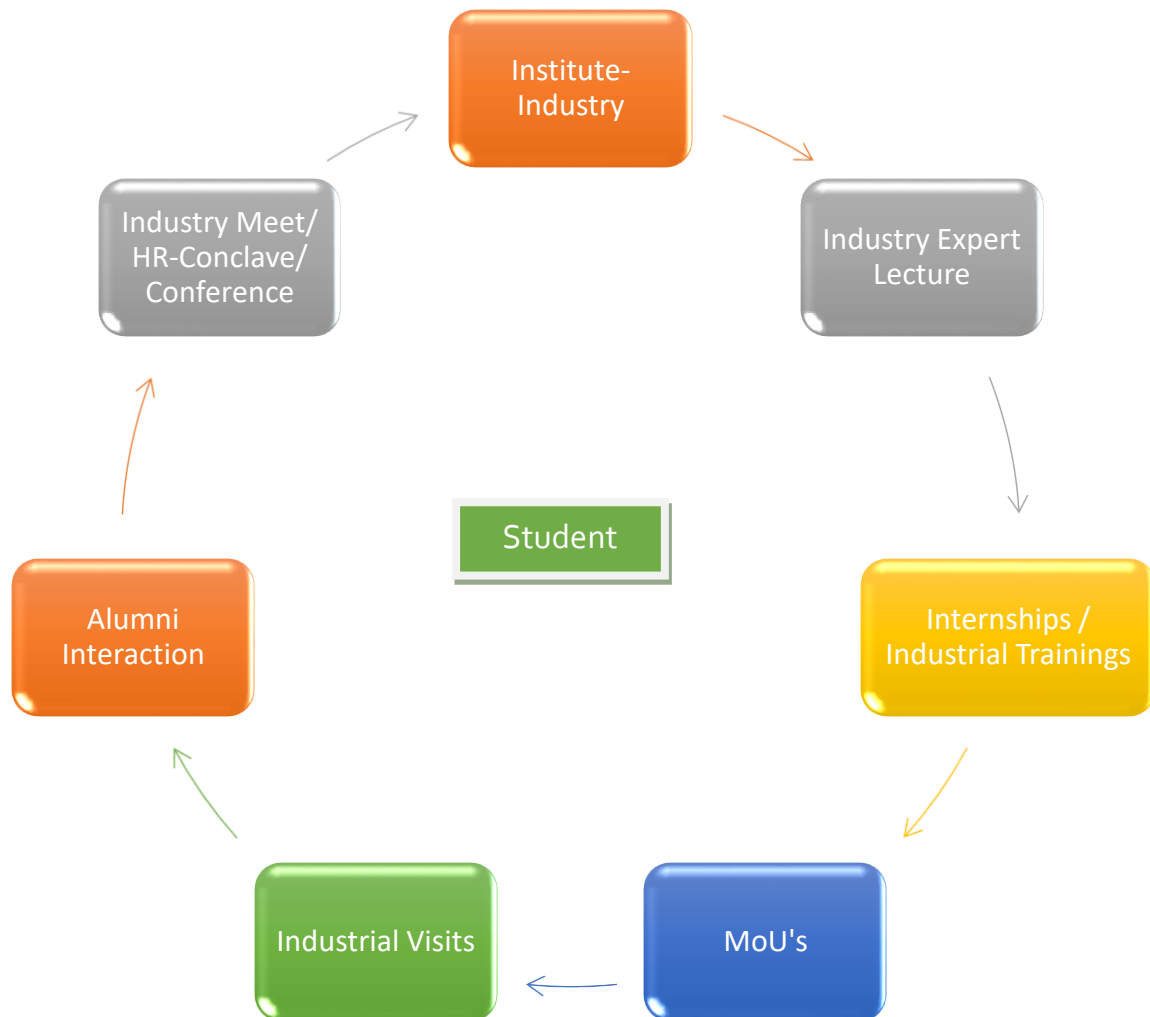 Institute-
Industry
Industry Expert
Lecture
Internships /
Industrial Trainings
MoU's
Industrial Visits
Alumni
Interaction
Industry Meet/
HR-Conclave/
Conference
Student